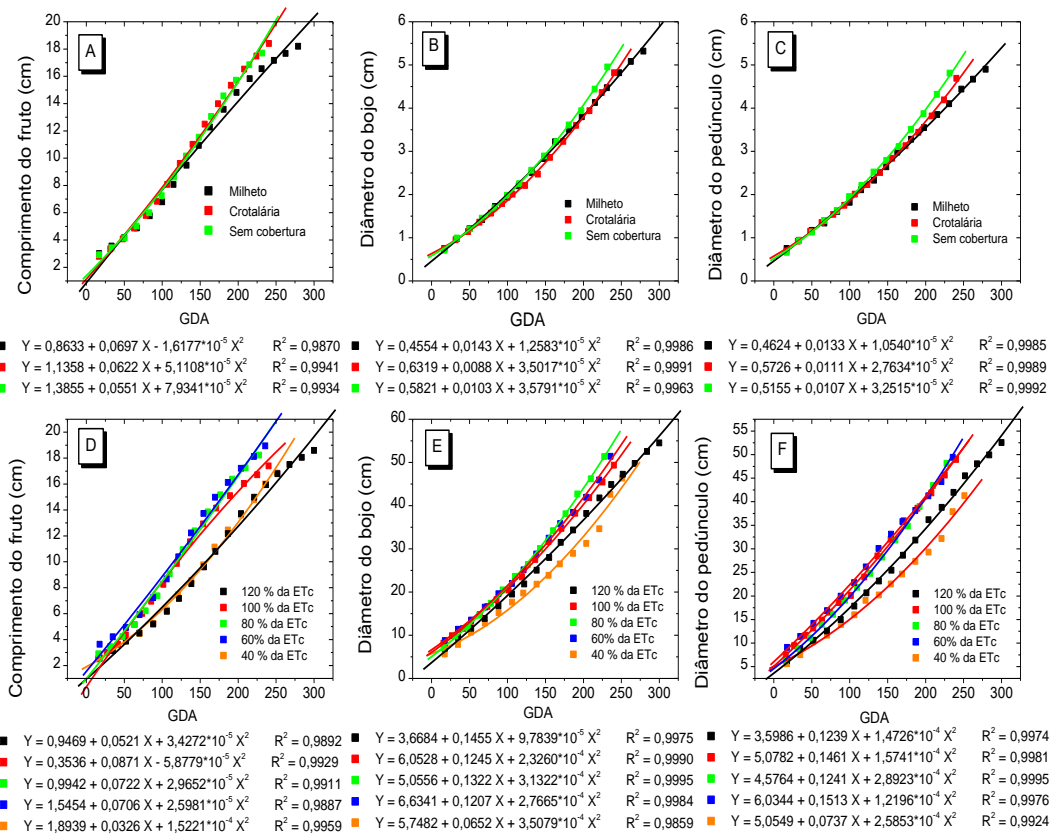 A
Comprimento do fruto (cm)
20
18
16
14
12
10
8
6
4
2
Milheto
Crotalária
Sem cobertura
0 50 100 150 200 250 300
GDA
B
Diâmetro do bojo (cm)
6
5
4
3
2
1
0
Milheto
Crotalária
Sem cobertura
0 50 100 150 200 250 300
GDA
C
Diâmetro do pedúnculo (cm)
6
5
4
3
2
1
0
Milheto
Crotalária
Sem cobertura
0 50 100 150 200 250 300
GDA
Y = 0,8633 + 0,0697 X - 1,6177*10⁻⁵ X² R² = 0,9870
Y = 1,1358 + 0,0622 X + 5,1108*10⁻⁵ X² R² = 0,9941
Y = 1,3855 + 0,0551 X + 7,9341*10⁻⁵ X² R² = 0,9934
Y = 0,4554 + 0,0143 X + 1,2583*10⁻⁵ X² R² = 0,9986
Y = 0,6319 + 0,0088 X + 3,5017*10⁻⁵ X² R² = 0,9991
Y = 0,5821 + 0,0103 X + 3,5791*10⁻⁵ X² R² = 0,9963
Y = 0,4624 + 0,0133 X + 1,0540*10⁻⁵ X² R² = 0,9985
Y = 0,5726 + 0,0111 X + 2,7634*10⁻⁵ X² R² = 0,9989
Y = 0,5155 + 0,0107 X + 3,2515*10⁻⁵ X² R² = 0,9992
D
Comprimento do fruto (cm)
20
18
16
14
12
10
8
6
4
2
120 % da ETc
100 % da ETc
80 % da ETc
60% da ETc
40 % da ETc
0 50 100 150 200 250 300
GDA
E
Diâmetro do bojo (cm)
60
50
40
30
20
10
0
120 % da ETc
100 % da ETc
80 % da ETc
60% da ETc
40 % da ETc
0 50 100 150 200 250 300
GDA
F
Diâmetro do pedúnculo (cm)
55
50
45
40
35
30
25
20
15
10
5
120 % da ETc
100 % da ETc
80 % da ETc
60% da ETc
40 % da ETc
0 50 100 150 200 250 300
GDA
Y = 0,9469 + 0,0521 X + 3,4272*10⁻⁵ X² R² = 0,9892
Y = 0,3536 + 0,0871 X - 5,8779*10⁻⁵ X² R² = 0,9929
Y = 0,9942 + 0,0722 X + 2,9652*10⁻⁵ X² R² = 0,9911
Y = 1,5454 + 0,0706 X + 2,5981*10⁻⁵ X² R² = 0,9887
Y = 1,8939 + 0,0326 X + 1,5221*10⁻⁴ X² R² = 0,9959
Y = 3,6684 + 0,1455 X + 9,7839*10⁻⁵ X² R² = 0,9975
Y = 6,0528 + 0,1245 X + 2,3260*10⁻⁴ X² R² = 0,9990
Y = 5,0556 + 0,1322 X + 3,1322*10⁻⁴ X² R² = 0,9995
Y = 6,6341 + 0,1207 X + 2,7665*10⁻⁴ X² R² = 0,9984
Y = 5,7482 + 0,0652 X + 3,5079*10⁻⁴ X² R² = 0,9859
Y = 3,5986 + 0,1239 X + 1,4726*10⁻⁴ X² R² = 0,9974
Y = 5,0782 + 0,1461 X + 1,5741*10⁻⁴ X² R² = 0,9981
Y = 4,5764 + 0,1241 X + 2,8923*10⁻⁴ X² R² = 0,9995
Y = 6,0344 + 0,1513 X + 1,2196*10⁻⁴ X² R² = 0,9976
Y = 5,0549 + 0,0737 X + 2,5853*10⁻⁴ X² R² = 0,9924